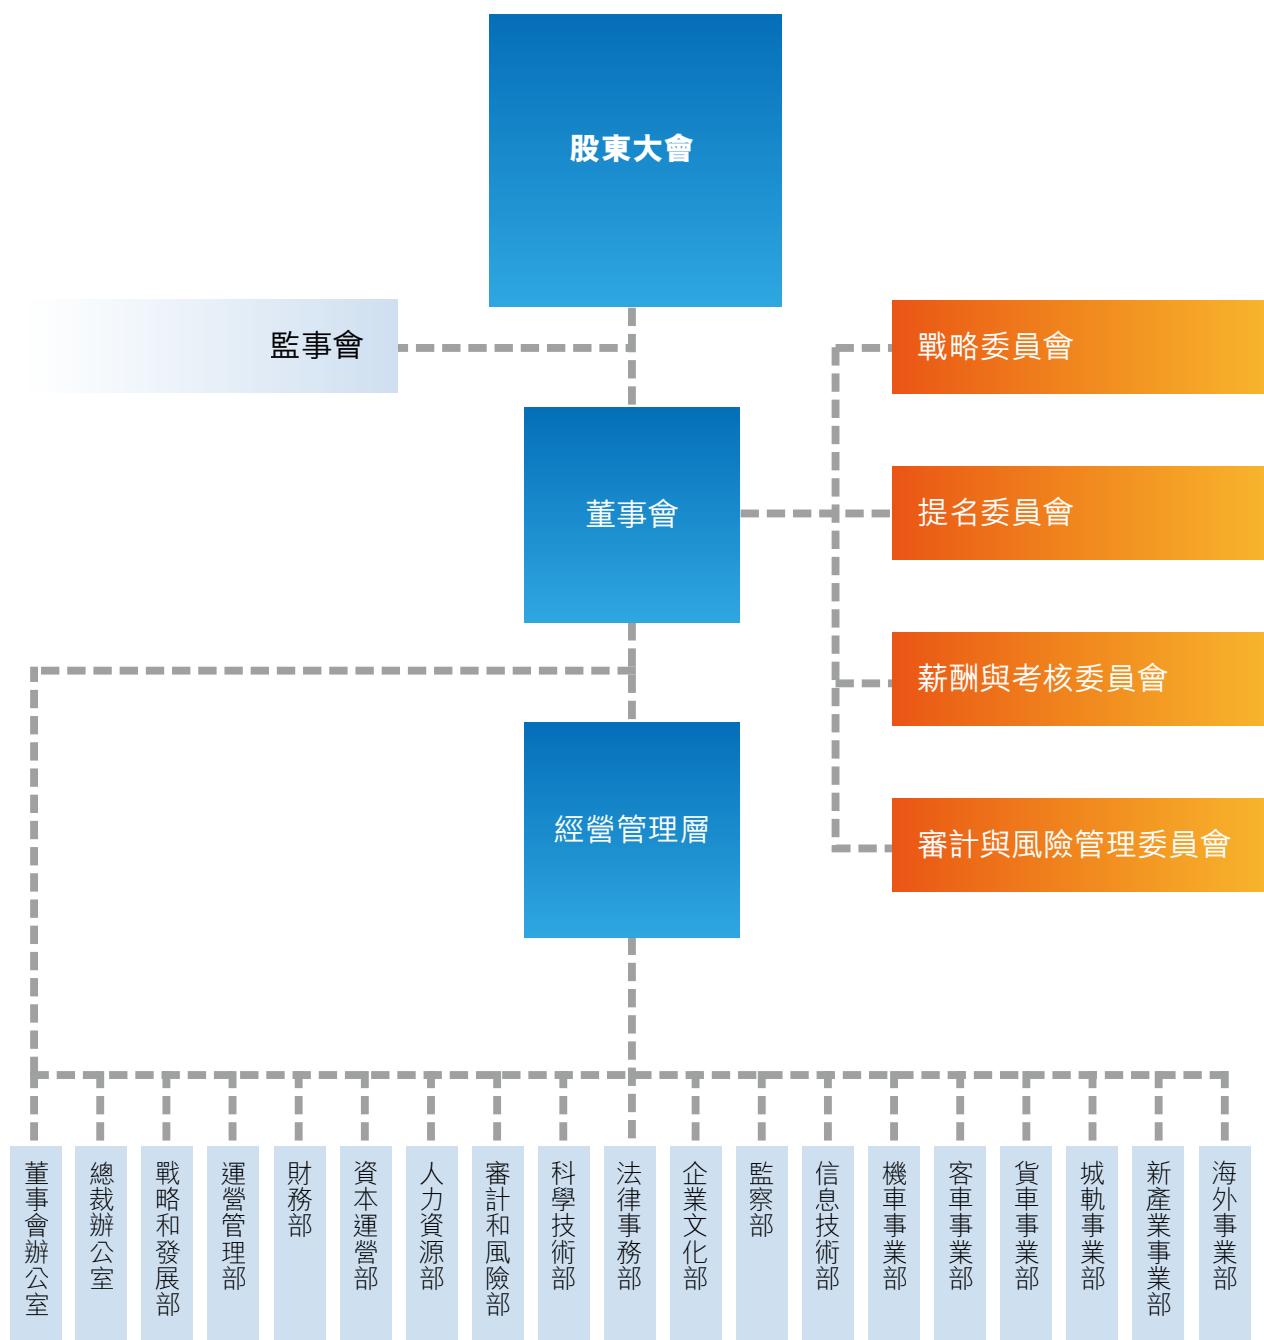 股東大會
監事會
戰略委員會
董事會
提名委員會
薪酬與考核委員會
經營管理層
審計與風險管理委員會
董事會辦公室
總裁辦公室
戰略和發展部
運營管理部
財務部
資本運營部
人力資源部
審計和風險部
科學技術部
法律事務部
企業文化部
監察部
信息技術部
機車事業部
客車事業部
貨車事業部
城軌事業部
新產業事業部
海外事業部